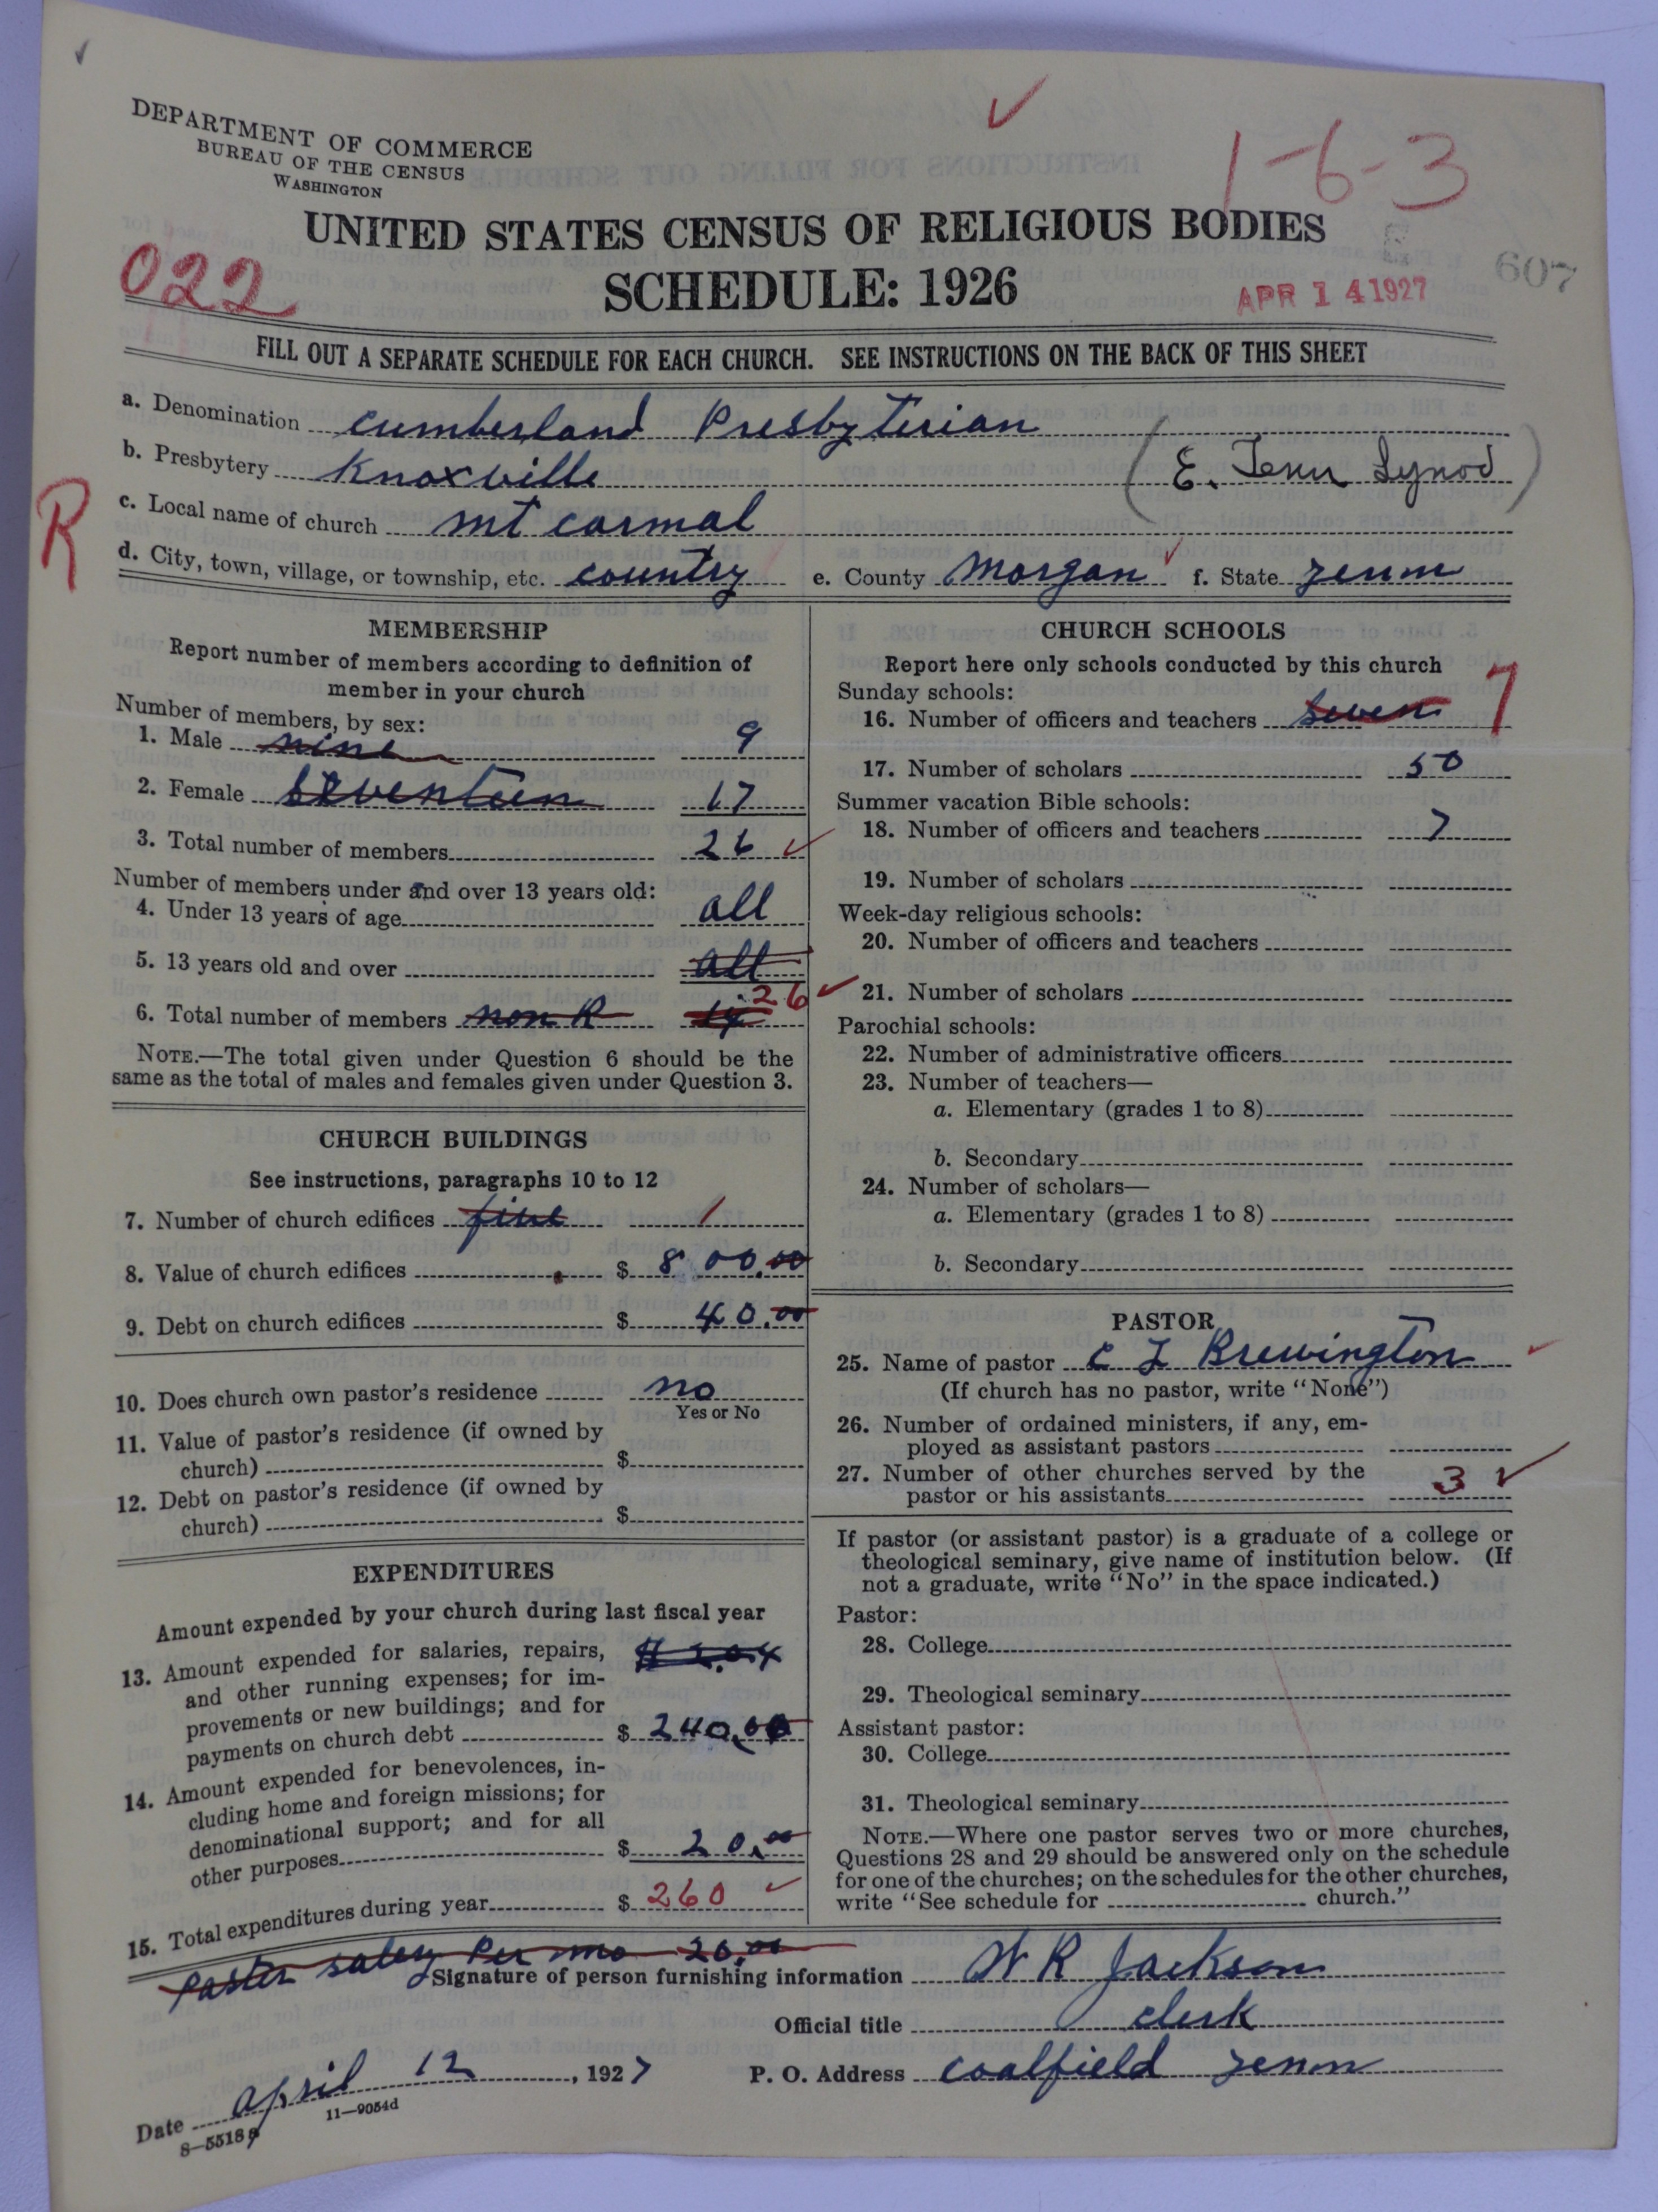 DEPARTMENT OF COMMERCE
BUREAU OF THE CENSUS
WASHINGTON
1-6-3
UNITED STATES CENSUS OF RELIGIOUS BODIES
022
SCHEDULE: 1926
APR 14 1927
607
FILL OUT A SEPARATE SCHEDULE FOR EACH CHURCH. SEE INSTRUCTIONS ON THE BACK OF THIS SHEET
a. Denomination Cumberland Presbyterian
b. Presbytery Knoxville (E. Tenn Synod)
R
c. Local name of church mt carmal
d. City, town, village, or township, etc. country e. County Morgan f. State Tenn
MEMBERSHIP
Report number of members according to definition of
member in your church
Number of members, by sex:
1. Male nine 9
2. Female seventeen 17
3. Total number of members 26
Number of members under and over 13 years old:
4. Under 13 years of age all
5. 13 years old and over all
6. Total number of members 26
NOTE.—The total given under Question 6 should be the
same as the total of males and females given under Question 3.
CHURCH BUILDINGS
See instructions, paragraphs 10 to 12
7. Number of church edifices 1
8. Value of church edifices $ 800.00
9. Debt on church edifices $ 40.00
10. Does church own pastor's residence no
Yes or No
11. Value of pastor's residence (if owned by
church) $
12. Debt on pastor's residence (if owned by
church) $
EXPENDITURES
Amount expended by your church during last fiscal year
13. Amount expended for salaries, repairs,
and other running expenses; for im-
provements or new buildings; and for
payments on church debt $ 240.00
14. Amount expended for benevolences, in-
cluding home and foreign missions; for
denominational support; and for all
other purposes $ 20.00
15. Total expenditures during year $ 260
CHURCH SCHOOLS
Report here only schools conducted by this church
Sunday schools:
16. Number of officers and teachers seven 7
17. Number of scholars 50
Summer vacation Bible schools:
18. Number of officers and teachers 7
19. Number of scholars
Week-day religious schools:
20. Number of officers and teachers
21. Number of scholars
Parochial schools:
22. Number of administrative officers
23. Number of teachers—
a. Elementary (grades 1 to 8)
b. Secondary
24. Number of scholars—
a. Elementary (grades 1 to 8)
b. Secondary
PASTOR
25. Name of pastor C L Brewington
(If church has no pastor, write "None")
26. Number of ordained ministers, if any, em-
ployed as assistant pastors
27. Number of other churches served by the
pastor or his assistants 3
If pastor (or assistant pastor) is a graduate of a college or
theological seminary, give name of institution below. (If
not a graduate, write "No" in the space indicated.)
Pastor:
28. College
29. Theological seminary
Assistant pastor:
30. College
31. Theological seminary
NOTE.—Where one pastor serves two or more churches,
Questions 28 and 29 should be answered only on the schedule
for one of the churches; on the schedules for the other churches,
write "See schedule for church."
Paster salery Per mo 20.00
Signature of person furnishing information W R Jackson
Official title clerk
Date april 12, 1927 P. O. Address coalfield Tenn
8-5518 11-9054d